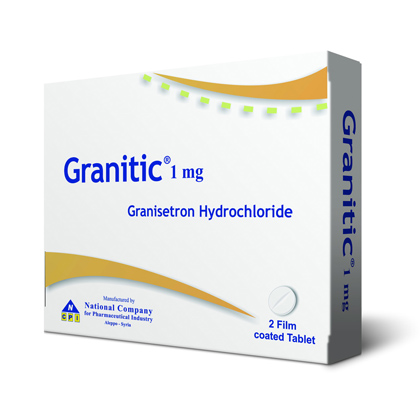 Granitic® 1 mg
Granisetron Hydrochloride
Manufactured by
National Company
for Pharmaceutical Industry
Aleppo - Syria
N
C P I
2 Film
coated Tablet
Granitic® 1 mg